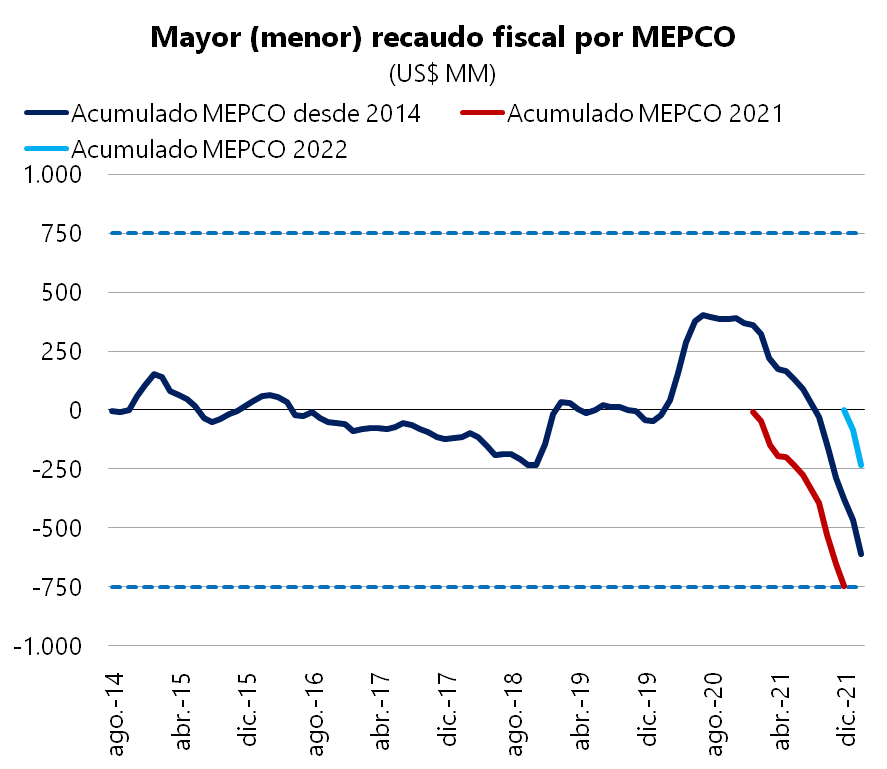 Mayor (menor) recaudo fiscal por MEPCO
(US$ MM)
Acumulado MEPCO desde 2014
Acumulado MEPCO 2021
Acumulado MEPCO 2022
1.000
750
500
250
0
-250
-500
-750
-1.000
ago.-14
abr.-15
dic.-15
ago.-16
abr.-17
dic.-17
ago.-18
abr.-19
dic.-19
ago.-20
abr.-21
dic.-21